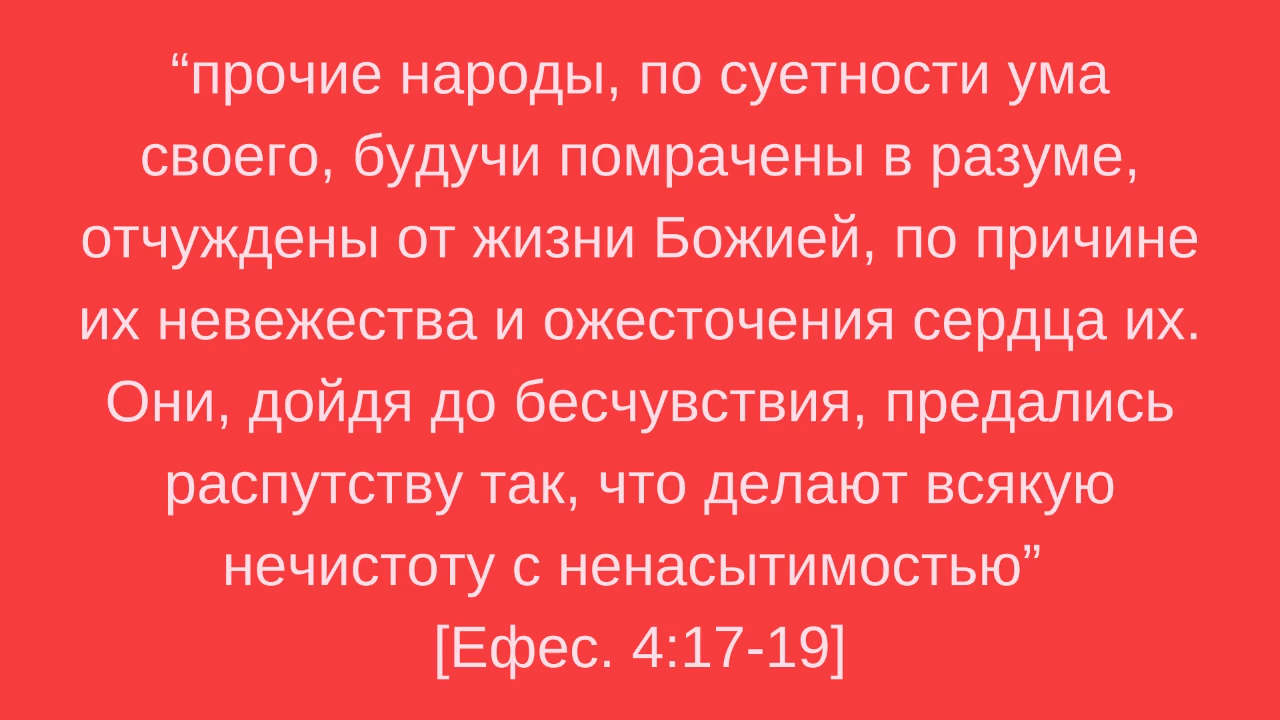 “прочие народы, по суетности ума
своего, будучи помрачены в разуме,
отчуждены от жизни Божией, по причине
их невежества и ожесточения сердца их.
Они, дойдя до бесчувствия, предались
распутству так, что делают всякую
нечистоту с ненасытимостью”
[Ефес. 4:17-19]